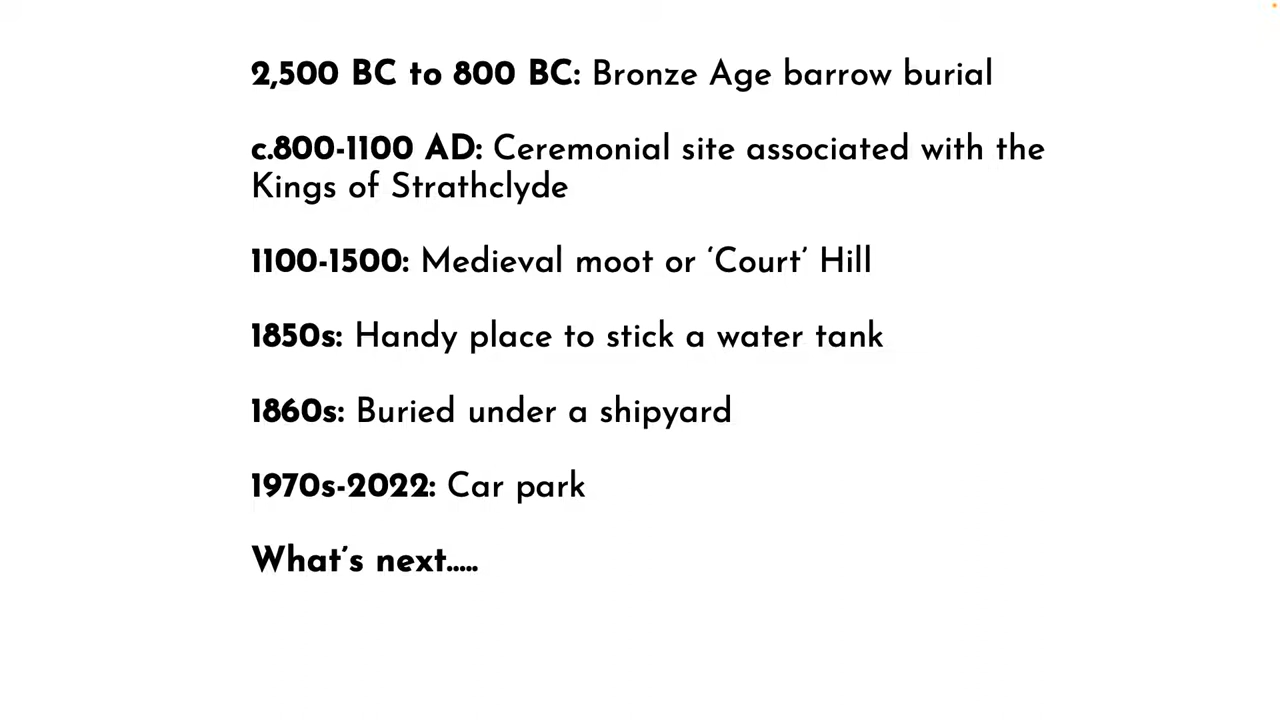 2,500 BC to 800 BC: Bronze Age barrow burial
c.800-1100 AD: Ceremonial site associated with the
Kings of Strathclyde
1100-1500: Medieval moot or ‘Court’ Hill
1850s: Handy place to stick a water tank
1860s: Buried under a shipyard
1970s-2022: Car park
What’s next.....